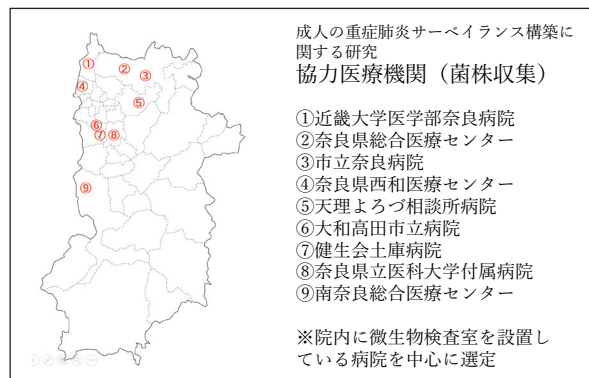 成人の重症肺炎サーベイランス構築に
関する研究
協力医療機関（菌株収集）
①近畿大学医学部奈良病院
②奈良県総合医療センター
③市立奈良病院
④奈良県西和医療センター
⑤天理よろづ相談所病院
⑥大和高田市立病院
⑦健生会土庫病院
⑧奈良県立医科大学付属病院
⑨南奈良総合医療センター
※院内に微生物検査室を設置し
ている病院を中心に選定
①
②
③
④
⑤
⑥
⑦⑧
⑨